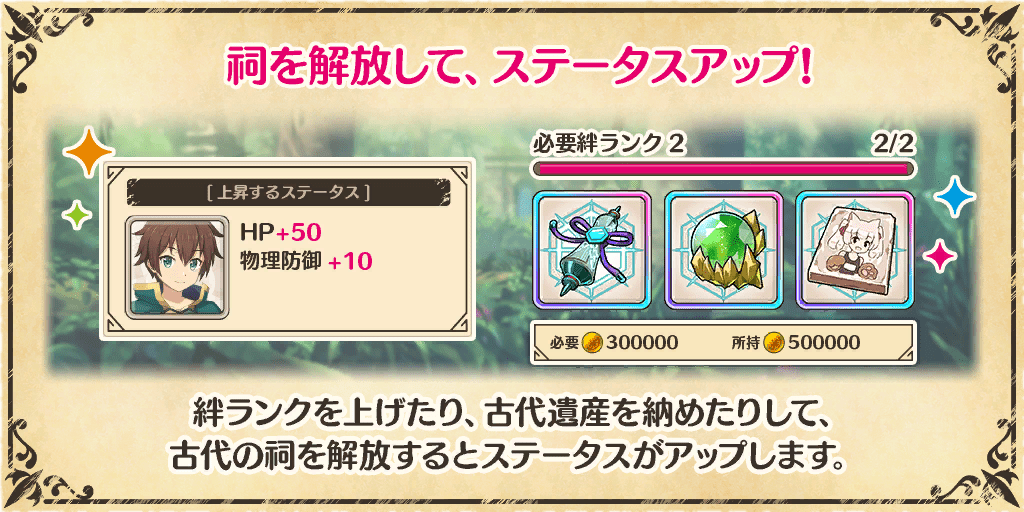 祠を解放して、ステータスアップ!
[ 上昇するステータス ]
HP+50
物理防御 +10
必要絆ランク 2
2/2
必要 300000
所持 500000
絆ランクを上げたり、古代遺産を納めたりして、
古代の祠を解放するとステータスがアップします。